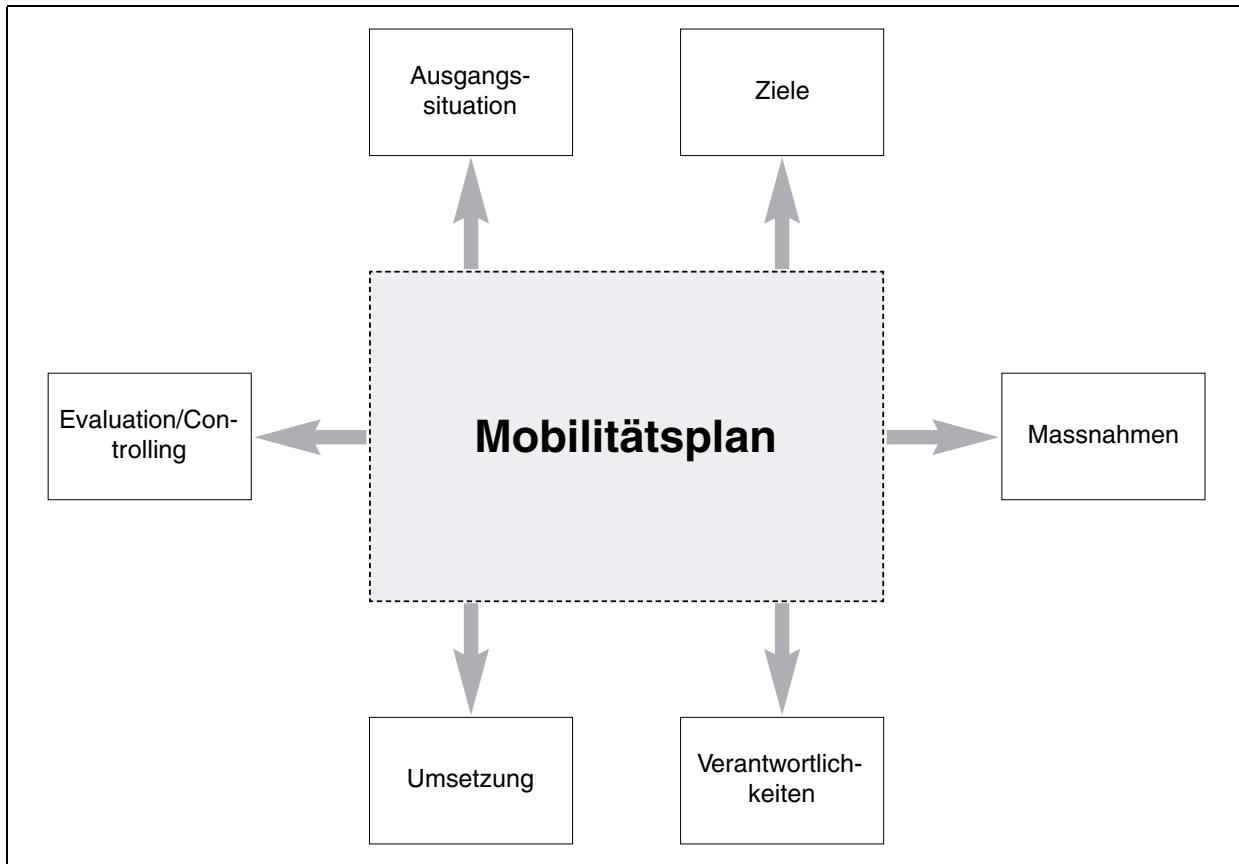 Ausgangs-
situation
Ziele
Evaluation/Con-
trolling
Mobilitätsplan
Massnahmen
Umsetzung
Verantwortlich-
keiten